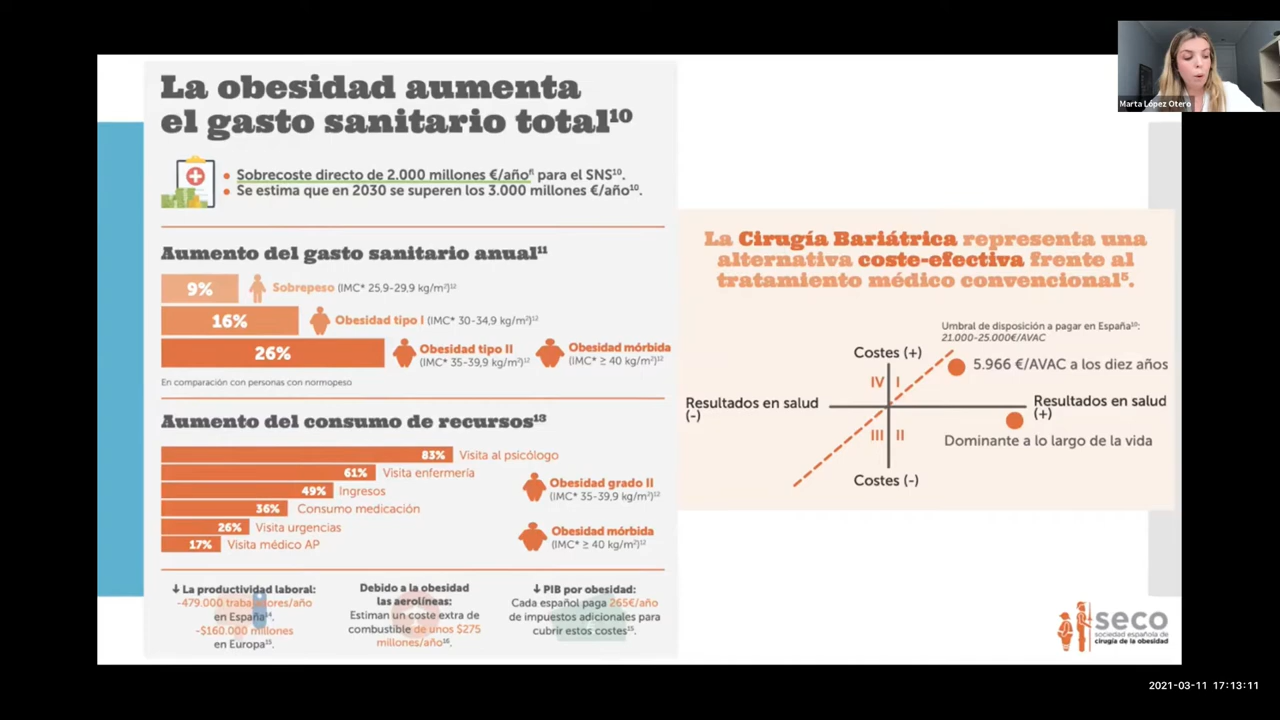 La obesidad aumenta
el gasto sanitario total¹⁰
• Sobrecoste directo de 2.000 millones €/año⁶ para el SNS¹⁰.
• Se estima que en 2030 se superen los 3.000 millones €/año¹⁰.
Aumento del gasto sanitario anual¹¹
9% Sobrepeso (IMC* 25,9-29,9 kg/m²)¹²
16% Obesidad tipo I (IMC* 30-34,9 kg/m²)¹²
26%
Obesidad tipo II
(IMC* 35-39,9 kg/m²)¹²
Obesidad mórbida
(IMC* ≥ 40 kg/m²)¹²
En comparación con personas con normopeso
Aumento del consumo de recursos¹³
83% Visita al psicólogo
61% Visita enfermería
49% Ingresos
36% Consumo medicación
26% Visita urgencias
17% Visita médico AP
Obesidad grado II
(IMC* 35-39,9 kg/m²)¹²
Obesidad mórbida
(IMC* ≥ 40 kg/m²)¹²
↓ La productividad laboral:
-479.000 trabajadores/año
en España¹⁴.
-$160.000 millones
en Europa¹⁵.
Debido a la obesidad
las aerolíneas:
Estiman un coste extra de
combustible de unos $275
millones/año¹⁶.
↓ PIB por obesidad:
Cada español paga 265€/año
de impuestos adicionales para
cubrir estos costes¹⁵.
La Cirugía Bariátrica representa una
alternativa coste-efectiva frente al
tratamiento médico convencional⁵.
Umbral de disposición a pagar en España¹⁰:
21.000-25.000€/AVAC
Costes (+)
5.966 €/AVAC a los diez años
IV I
Resultados en salud
(-)
Resultados en salud
(+)
III II
Dominante a lo largo de la vida
Costes (-)
seco
sociedad española de
cirugía de la obesidad
Marta López Otero
2021-03-11 17:13:11